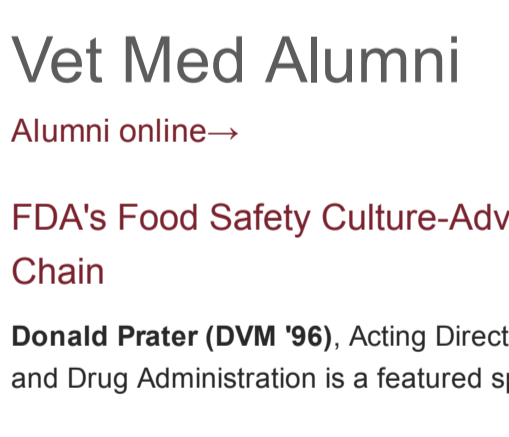 Vet Med Alumni
Alumni online→
FDA's Food Safety Culture-Adv
Chain
Donald Prater (DVM '96), Acting Direct
and Drug Administration is a featured